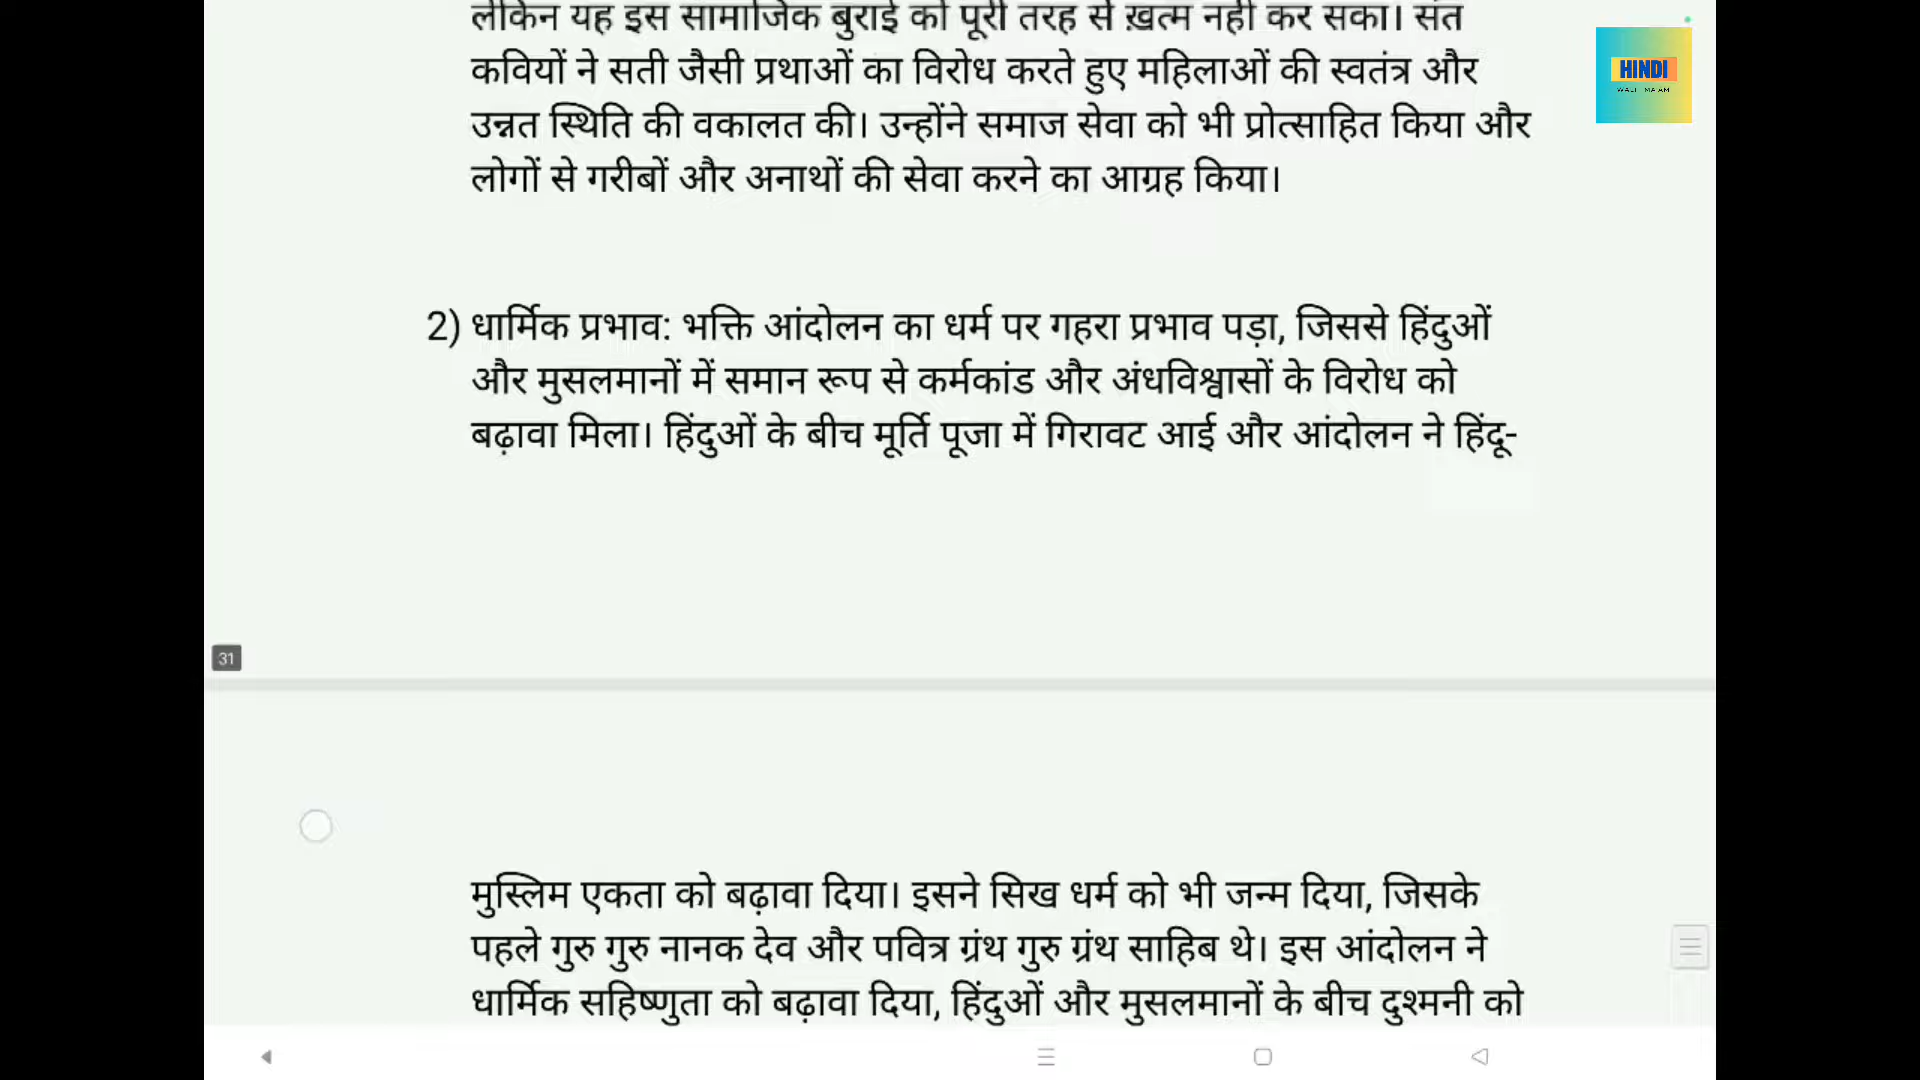 लेकिन यह इस सामाजिक बुराई को पूरी तरह से ख़त्म नहीं कर सका। संत
HINDI
कवियों ने सती जैसी प्रथाओं का विरोध करते हुए महिलाओं की स्वतंत्र और
उन्नत स्थिति की वकालत की। उन्होंने समाज सेवा को भी प्रोत्साहित किया और
लोगों से गरीबों और अनाथों की सेवा करने का आग्रह किया।
2) धार्मिक प्रभाव: भक्ति आंदोलन का धर्म पर गहरा प्रभाव पड़ा, जिससे हिंदुओं
और मुसलमानों में समान रूप से कर्मकांड और अंधविश्वासों के विरोध को
बढ़ावा मिला। हिंदुओं के बीच मूर्ति पूजा में गिरावट आई और आंदोलन ने हिंदू-
31
मुस्लिम एकता को बढ़ावा दिया। इसने सिख धर्म को भी जन्म दिया, जिसके
पहले गुरु गुरु नानक देव और पवित्र ग्रंथ गुरु ग्रंथ साहिब थे। इस आंदोलन ने
धार्मिक सहिष्णुता को बढ़ावा दिया, हिंदुओं और मुसलमानों के बीच दुश्मनी को